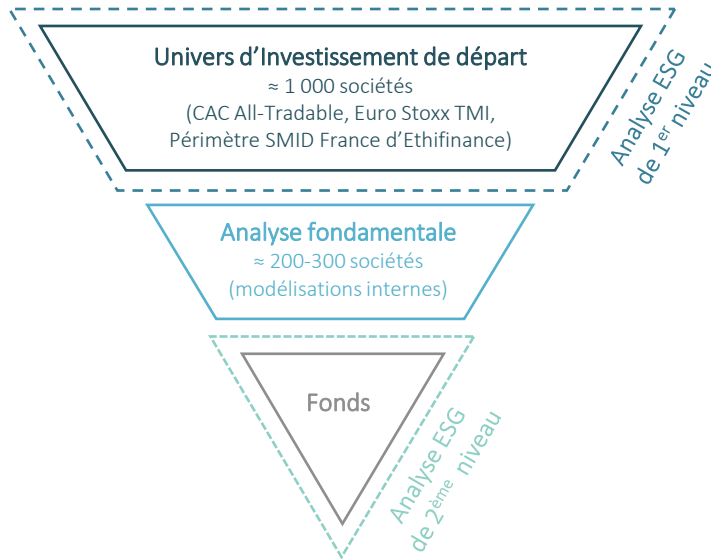 Univers d’Investissement de départ
≈ 1 000 sociétés
(CAC All-Tradable, Euro Stoxx TMI,
Périmètre SMID France d’Ethifinance)
Analyse ESG
de 1er niveau
Analyse fondamentale
≈ 200-300 sociétés
(modélisations internes)
Fonds
Analyse ESG
de 2ème niveau